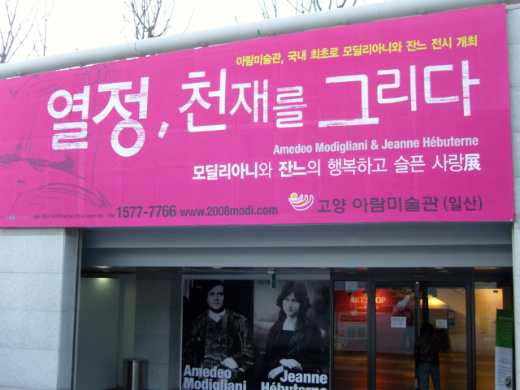 아람미술관, 국내 최초로 모딜리아니와 잔느 전시 개최
열정, 천재를 그리다
Amedeo Modigliani & Jeanne Hébuterne
모딜리아니와 잔느의 행복하고 슬픈 사랑展
1577-7766 www.2008modi.com 고양 아람미술관 (일산)
Amedeo Modigliani
Jeanne Hébuterne